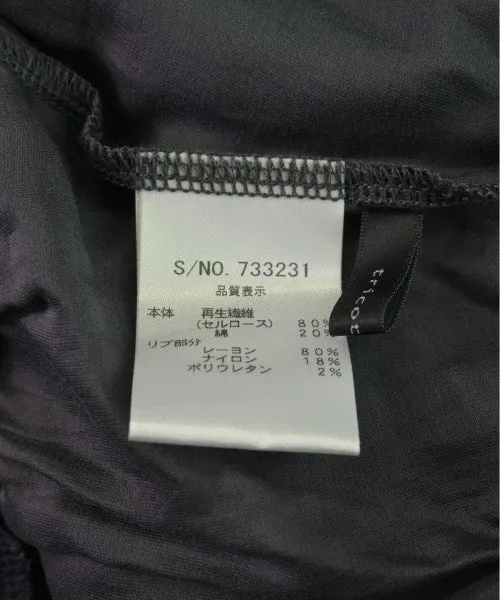 S/NO. 733231
品質表示
本体 再生繊維
(セルロース) 80%
綿 20%
リブ部分
レーヨン 80%
ナイロン 18%
ポリウレタン 2%
tricot